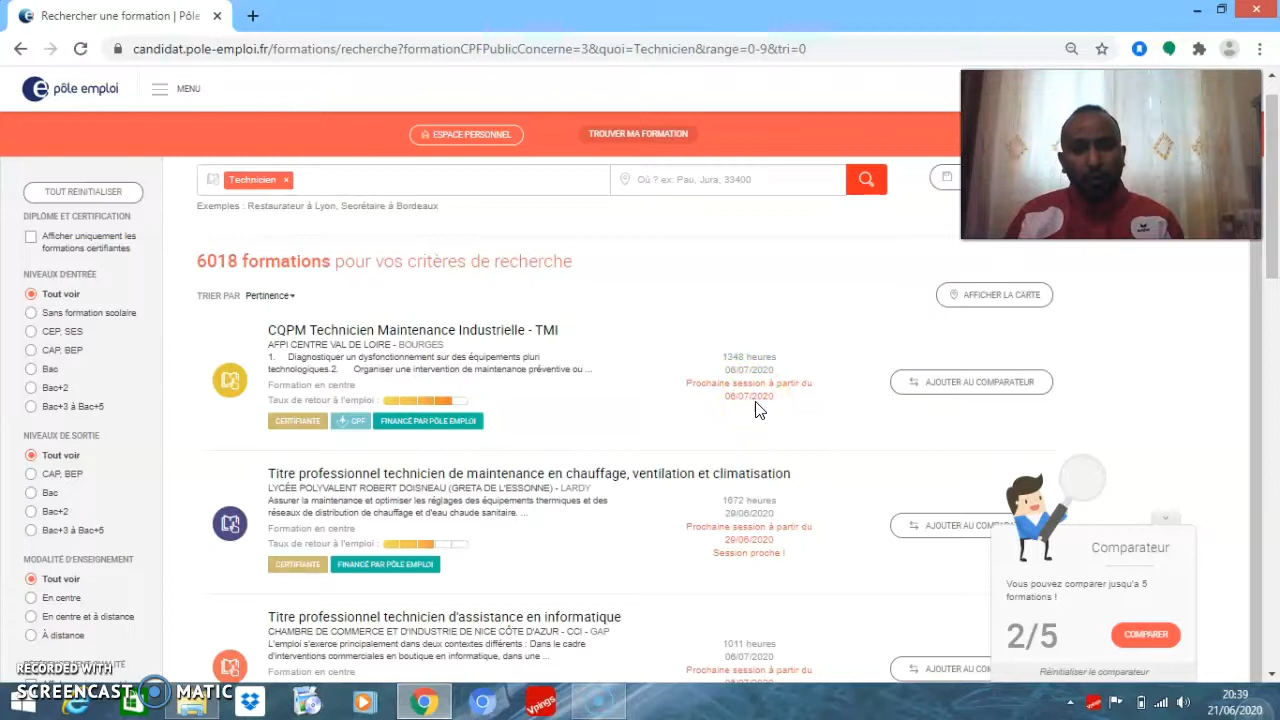 Rechercher une formation | Pôle
candidat.pole-emploi.fr/formations/recherche?formationCPFPublicConcerne=3&quoi=Technicien&range=0-9&tri=0
pôle emploi
MENU
ESPACE PERSONNEL
TROUVER MA FORMATION
TOUT REINITIALISER
DIPLÔME ET CERTIFICATION
Afficher uniquement les
formations certifiantes
NIVEAUX D'ENTRÉE
Tout voir
Sans formation scolaire
CEP, SES
CAP, BEP
Bac
Bac+2
Bac+3 à Bac+5
NIVEAUX DE SORTIE
Tout voir
CAP, BEP
Bac
Bac+2
Bac+3 à Bac+5
MODALITÉ D'ENSEIGNEMENT
Tout voir
En centre
En centre et à distance
À distance
Technicien ×
Où ? ex: Pau, Jura, 33400
Exemples : Restaurateur à Lyon, Secrétaire à Bordeaux
6018 formations pour vos critères de recherche
TRIER PAR Pertinence
AFFICHER LA CARTE
CQPM Technicien Maintenance Industrielle - TMI
AFPI CENTRE VAL DE LOIRE - BOURGES
1. Diagnostiquer un dysfonctionnement sur des équipements pluri
technologiques.2. Organiser une intervention de maintenance préventive ou ...
Formation en centre
Taux de retour à l'emploi :
CERTIFIANTE CPF FINANCÉ PAR PÔLE EMPLOI
1348 heures
06/07/2020
Prochaine session à partir du
06/07/2020
AJOUTER AU COMPARATEUR
Titre professionnel technicien de maintenance en chauffage, ventilation et climatisation
LYCÉE POLYVALENT ROBERT DOISNEAU (GRETA DE L'ESSONNE) - LARDY
Assurer la maintenance et optimiser les réglages des équipements thermiques et des
réseaux de distribution de chauffage et d'eau chaude sanitaire. ...
Formation en centre
Taux de retour à l'emploi :
CERTIFIANTE FINANCÉ PAR PÔLE EMPLOI
1672 heures
29/06/2020
Prochaine session à partir du
29/06/2020
Session proche !
AJOUTER AU COMPA
Titre professionnel technicien d'assistance en informatique
CHAMBRE DE COMMERCE ET D'INDUSTRIE DE NICE CÔTE D'AZUR - CCI - GAP
L'emploi s'exerce principalement dans deux contextes différents : Dans le cadre
d'interventions commerciales en boutique en informatique, dans une ...
Formation en centre
1011 heures
06/07/2020
Prochaine session à partir du
AJOUTER AU COM
Comparateur
Vous pouvez comparer jusqu'a 5
formations !
2/5
COMPARER
Réinitialiser le comparateur
RECORDED WITH
SCREENCAST MATIC
Vpings
20:39
21/06/2020